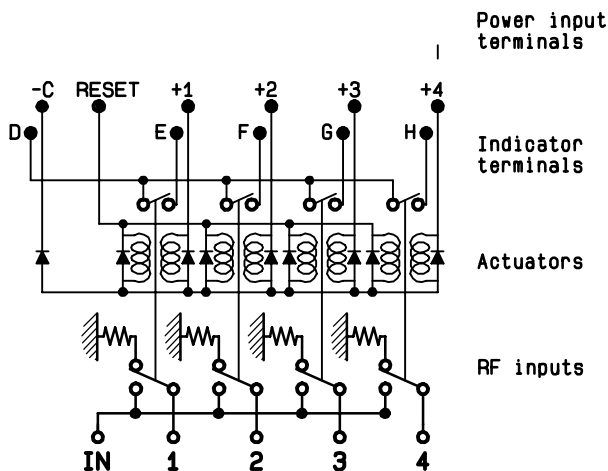 Power input
terminals
-C RESET +1 +2 +3 +4
D E F G H
Indicator
terminals
Actuators
RF inputs
IN 1 2 3 4